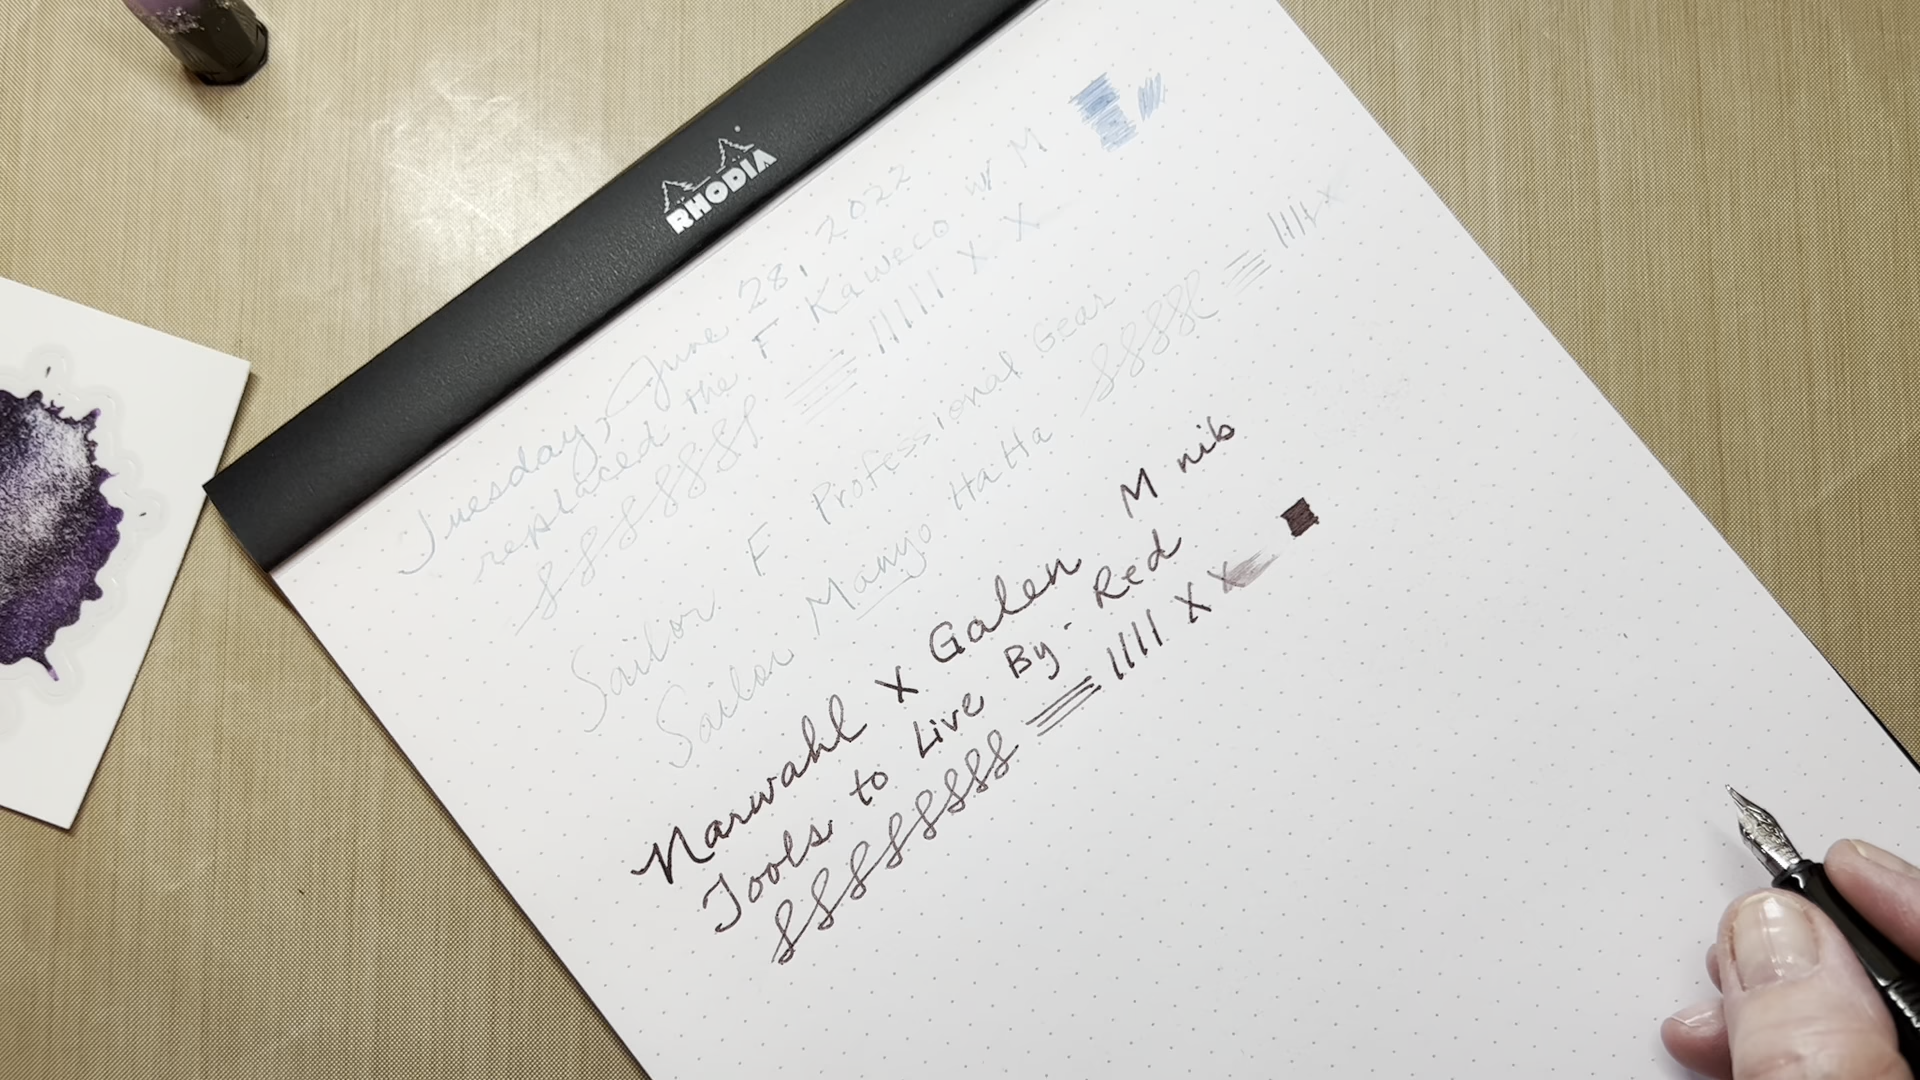 RHODIA
Tuesday, June 28, 2022
replaced the F Kaweco w/ M
X X
Sailor F Professional Gear.
Sailor Manyo HaHa
Narwahl X Galen M nib
Tools to Live By - Red
X X